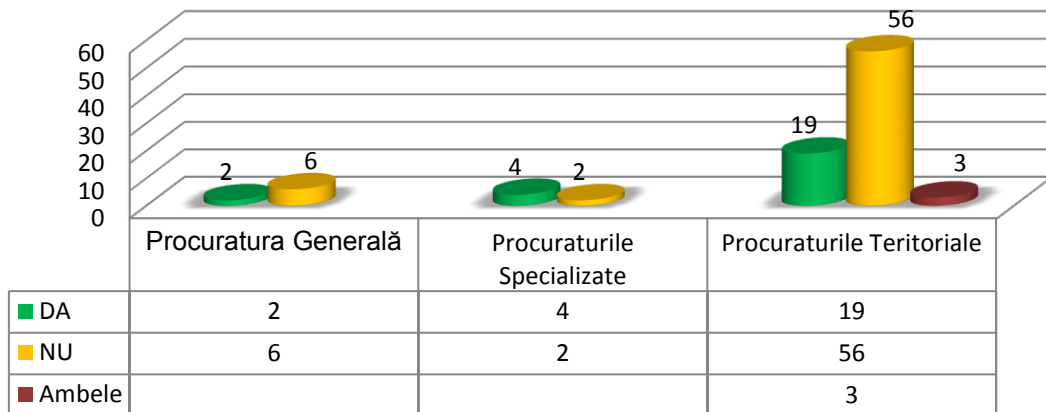 60
50
40
30
20
10
0
2
6
4
2
19
56
3
Procuratura Generală
Procuraturile
Specializate
Procuraturile Teritoriale
DA 2 4 19
NU 6 2 56
Ambele 3